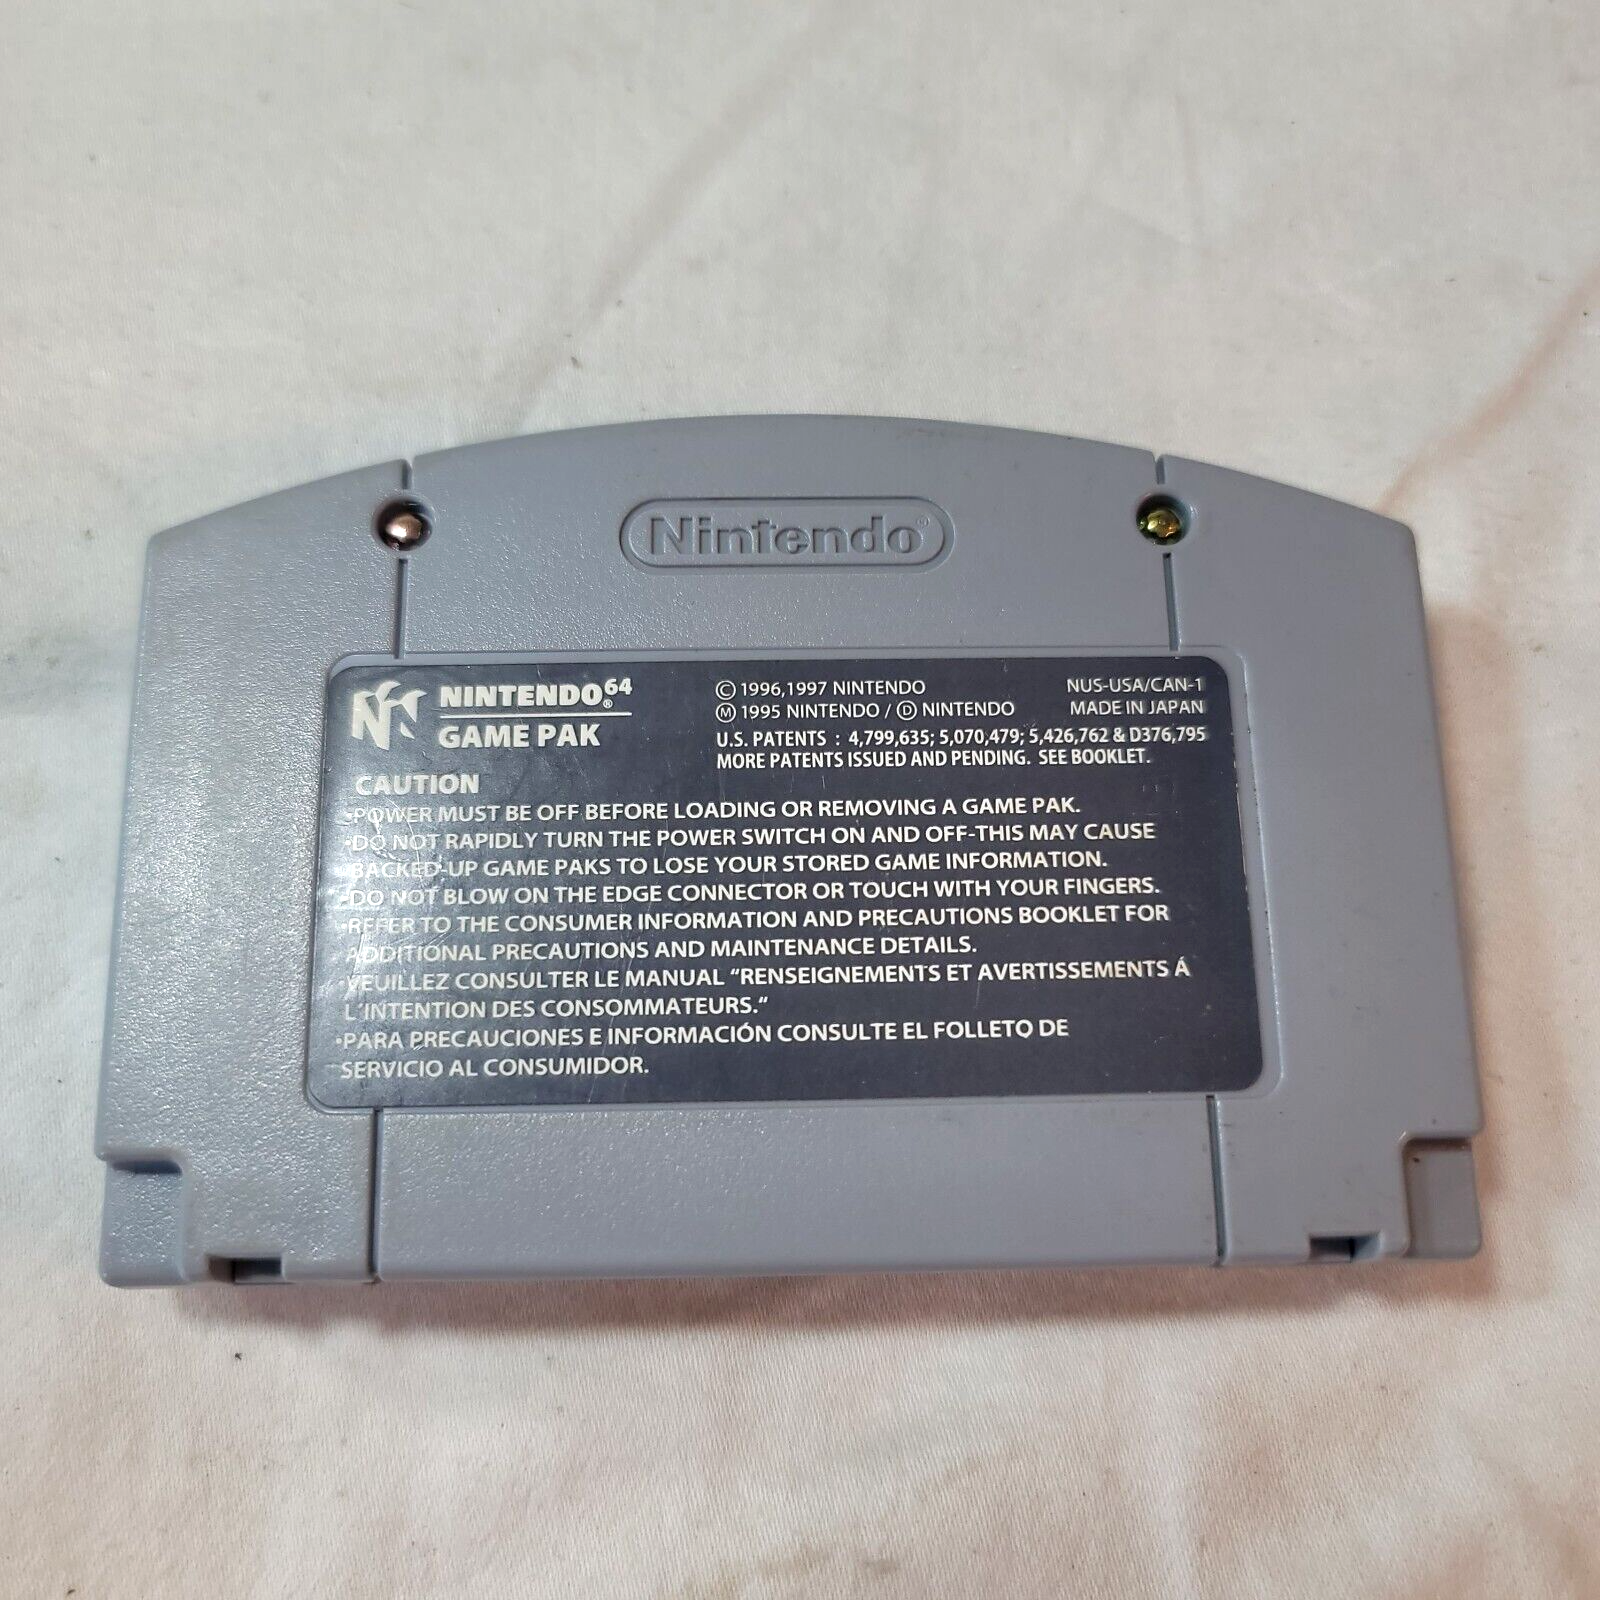 Nintendo®
NINTENDO64®
GAME PAK
© 1996,1997 NINTENDO
Ⓜ 1995 NINTENDO / Ⓓ NINTENDO
NUS-USA/CAN-1
MADE IN JAPAN
U.S. PATENTS : 4,799,635; 5,070,479; 5,426,762 & D376,795
MORE PATENTS ISSUED AND PENDING. SEE BOOKLET.
CAUTION
•POWER MUST BE OFF BEFORE LOADING OR REMOVING A GAME PAK.
•DO NOT RAPIDLY TURN THE POWER SWITCH ON AND OFF-THIS MAY CAUSE
BACKED-UP GAME PAKS TO LOSE YOUR STORED GAME INFORMATION.
•DO NOT BLOW ON THE EDGE CONNECTOR OR TOUCH WITH YOUR FINGERS.
•REFER TO THE CONSUMER INFORMATION AND PRECAUTIONS BOOKLET FOR
ADDITIONAL PRECAUTIONS AND MAINTENANCE DETAILS.
•VEUILLEZ CONSULTER LE MANUAL “RENSEIGNEMENTS ET AVERTISSEMENTS Á
L´INTENTION DES CONSOMMATEURS.“
•PARA PRECAUCIONES E INFORMACIÓN CONSULTE EL FOLLETO DE
SERVICIO AL CONSUMIDOR.